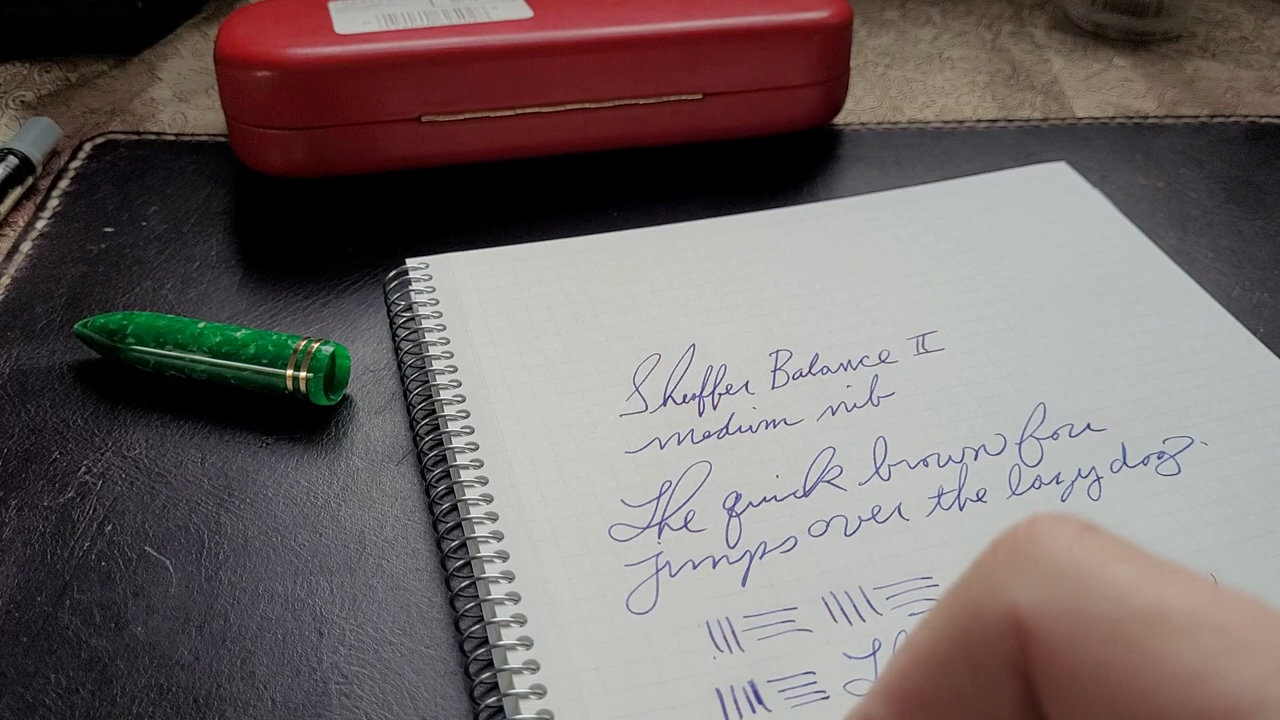 Sheaffer Balance II
medium nib
The quick brown fox
jumps over the lazy dog.